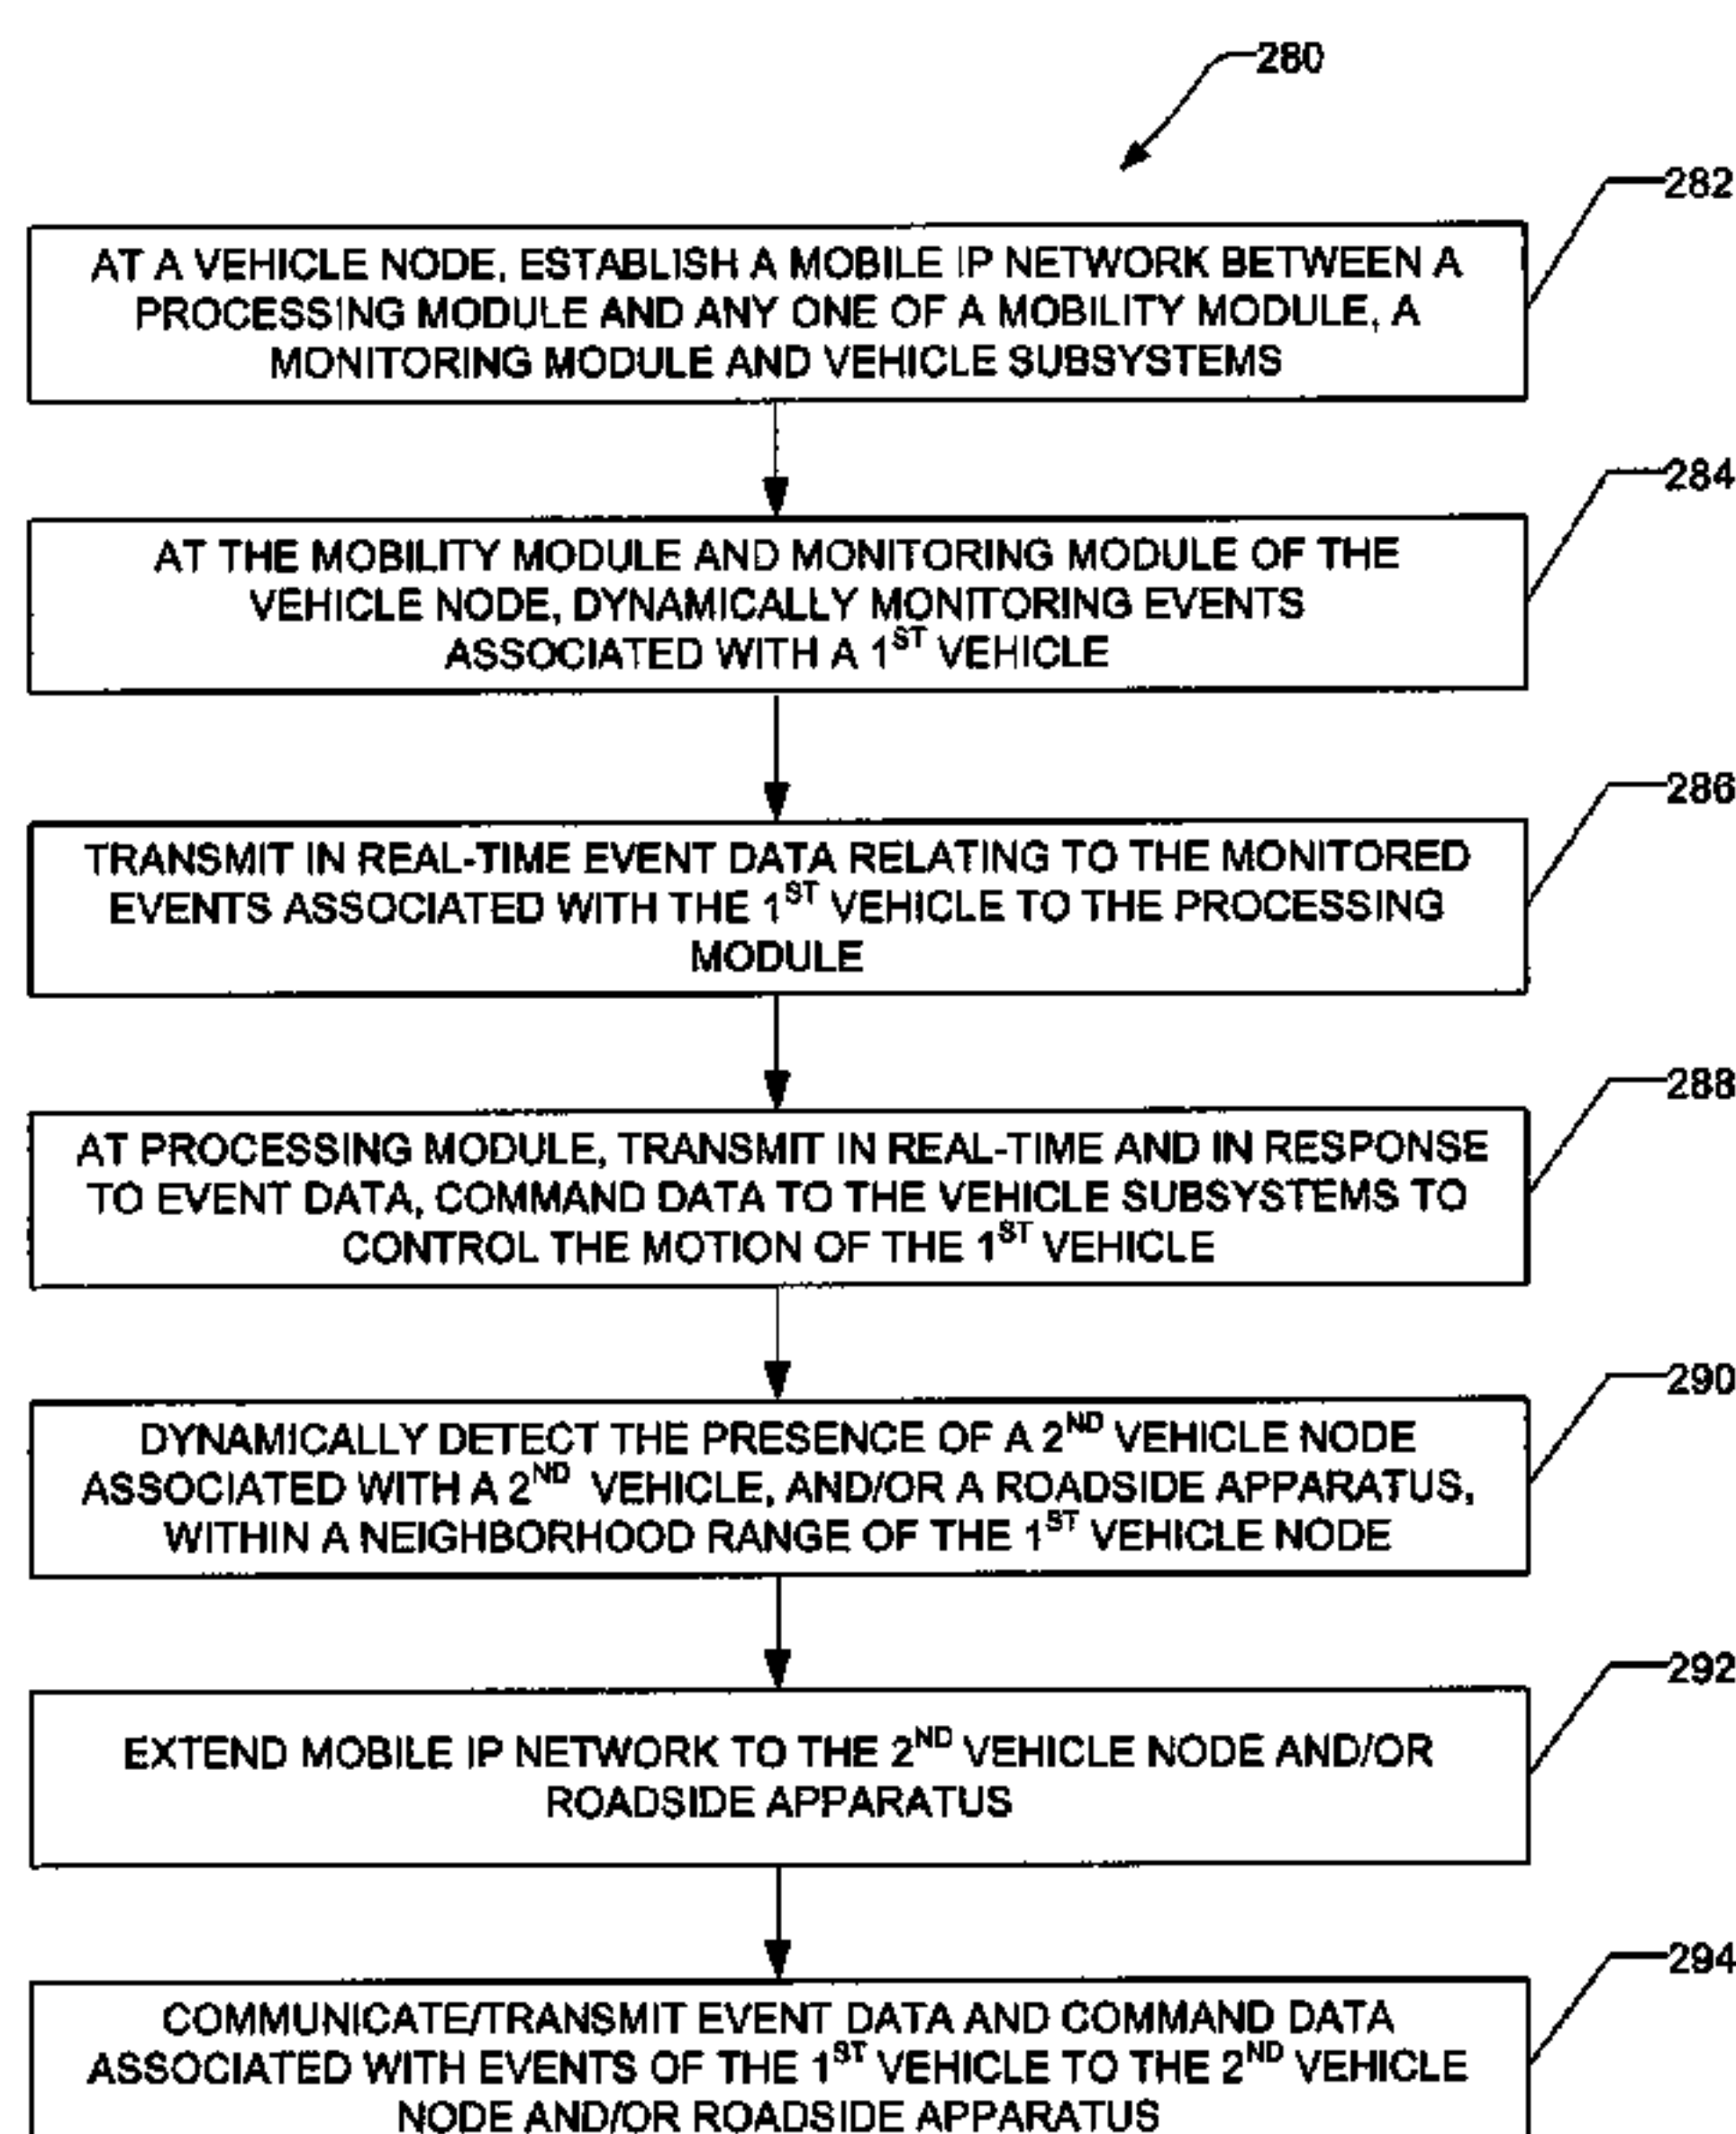 280
282
AT A VEHICLE NODE, ESTABLISH A MOBILE IP NETWORK BETWEEN A
PROCESSING MODULE AND ANY ONE OF A MOBILITY MODULE, A
MONITORING MODULE AND VEHICLE SUBSYSTEMS
284
AT THE MOBILITY MODULE AND MONITORING MODULE OF THE
VEHICLE NODE, DYNAMICALLY MONITORING EVENTS
ASSOCIATED WITH A 1ST VEHICLE
286
TRANSMIT IN REAL-TIME EVENT DATA RELATING TO THE MONITORED
EVENTS ASSOCIATED WITH THE 1ST VEHICLE TO THE PROCESSING
MODULE
288
AT PROCESSING MODULE, TRANSMIT IN REAL-TIME AND IN RESPONSE
TO EVENT DATA, COMMAND DATA TO THE VEHICLE SUBSYSTEMS TO
CONTROL THE MOTION OF THE 1ST VEHICLE
290
DYNAMICALLY DETECT THE PRESENCE OF A 2ND VEHICLE NODE
ASSOCIATED WITH A 2ND VEHICLE, AND/OR A ROADSIDE APPARATUS,
WITHIN A NEIGHBORHOOD RANGE OF THE 1ST VEHICLE NODE
292
EXTEND MOBILE IP NETWORK TO THE 2ND VEHICLE NODE AND/OR
ROADSIDE APPARATUS
294
COMMUNICATE/TRANSMIT EVENT DATA AND COMMAND DATA
ASSOCIATED WITH EVENTS OF THE 1ST VEHICLE TO THE 2ND VEHICLE
NODE AND/OR ROADSIDE APPARATUS